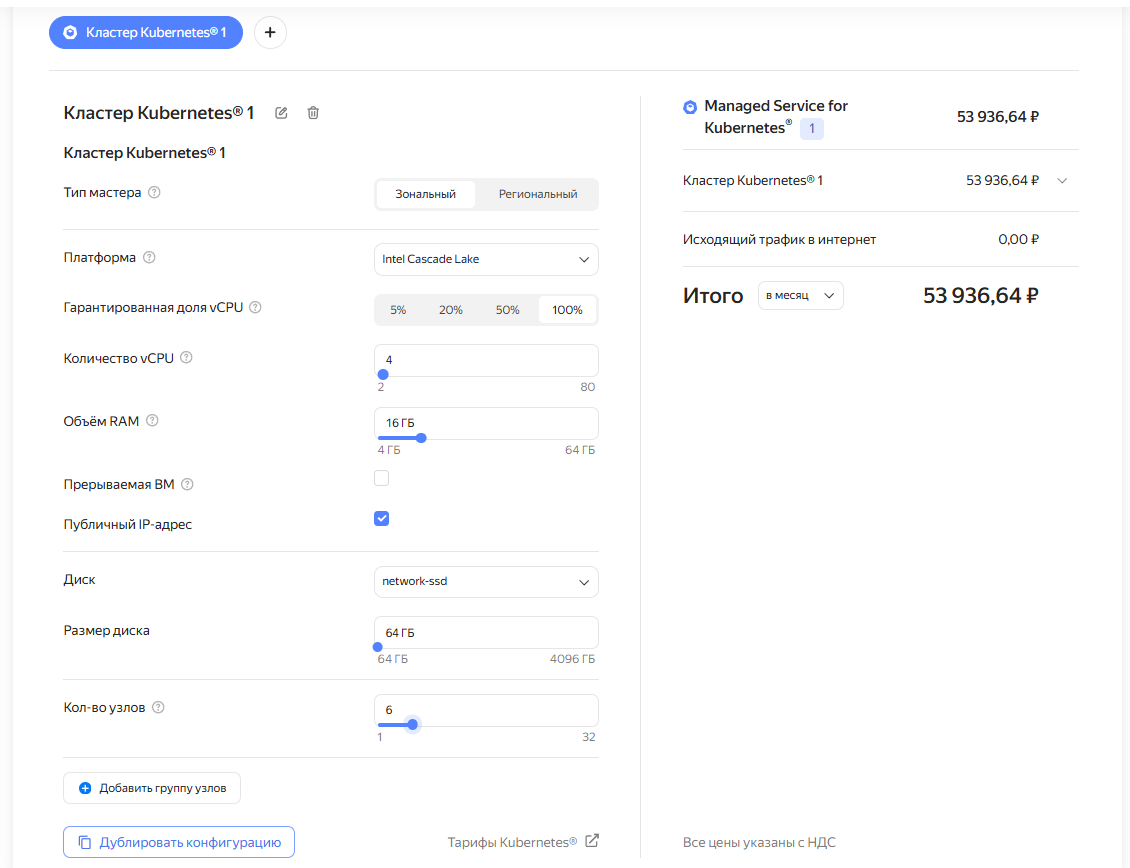 Кластер Kubernetes® 1
+
Кластер Kubernetes® 1
Кластер Kubernetes® 1
Тип мастера ?
Зональный Региональный
Платформа ?
Intel Cascade Lake
Гарантированная доля vCPU ?
5% 20% 50% 100%
Количество vCPU ?
4
2 80
Объём RAM ?
16 ГБ
4 ГБ 64 ГБ
Прерываемая ВМ ?
Публичный IP-адрес
Диск
network-ssd
Размер диска
64 ГБ
64 ГБ 4096 ГБ
Кол-во узлов ?
6
1 32
Добавить группу узлов
Дублировать конфигурацию
Тарифы Kubernetes®
Managed Service for
Kubernetes® 1
53 936,64 ₽
Кластер Kubernetes® 1 53 936,64 ₽
Исходящий трафик в интернет 0,00 ₽
Итого в месяц 53 936,64 ₽
Все цены указаны с НДС